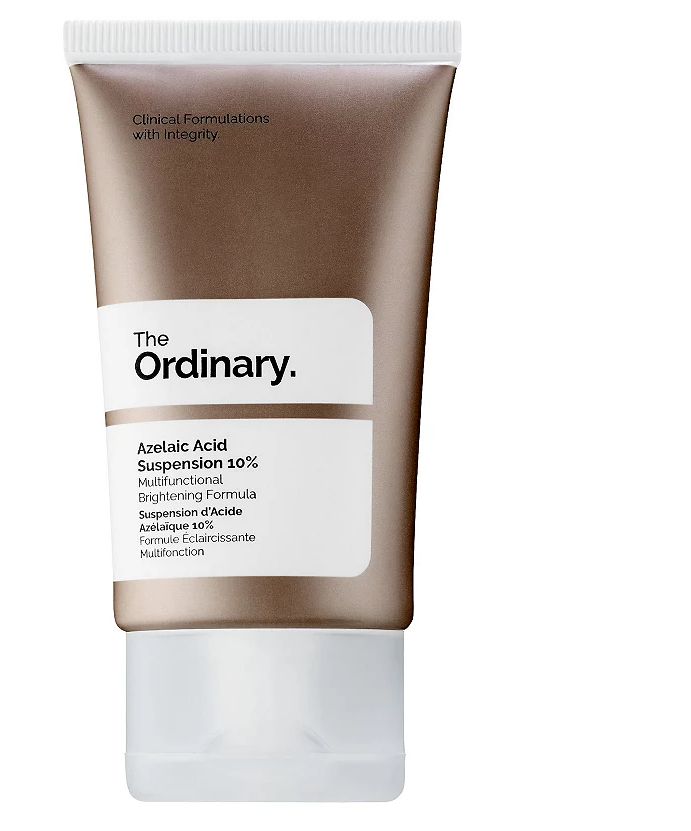 Clinical Formulations
with Integrity.
The
Ordinary.
Azelaic Acid
Suspension 10%
Multifunctional
Brightening Formula
Suspension d'Acide
Azélaïque 10%
Formule Éclaircissante
Multifonction